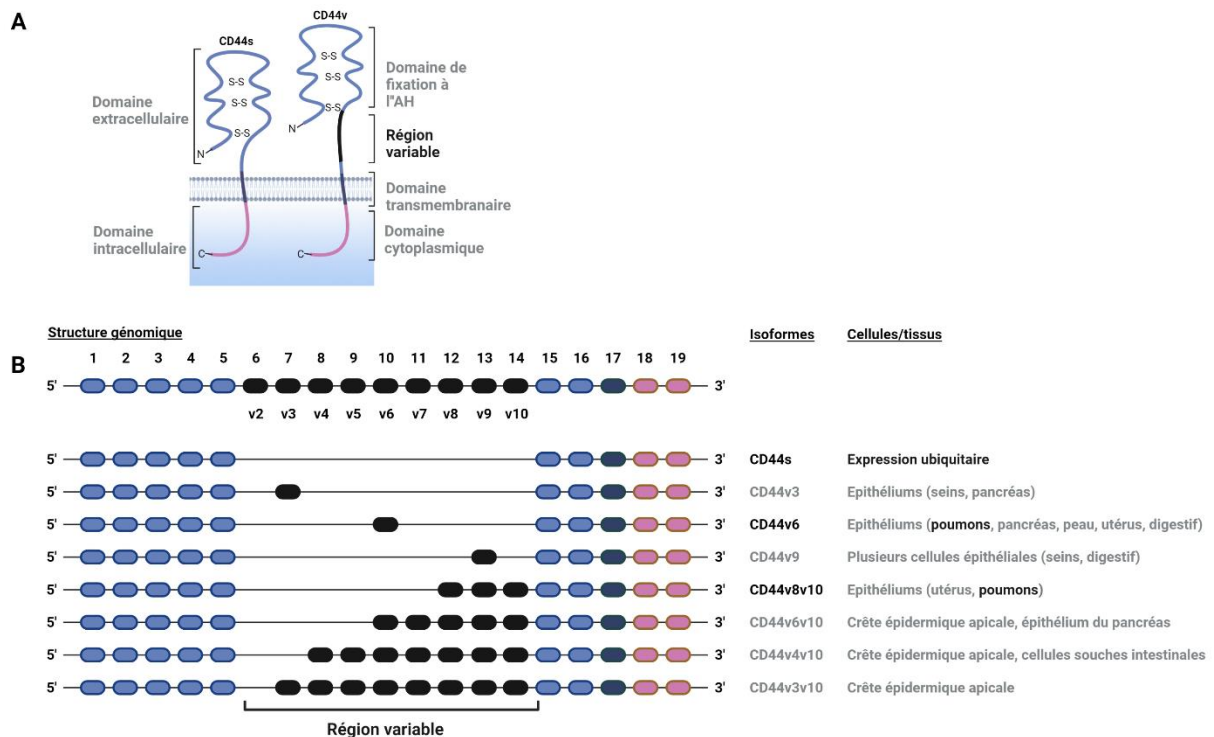 A
CD44s
CD44v
S-S
S-S
S-S
N
S-S
S-S
S-S
N
Domaine
extracellulaire
Domaine de
fixation à
l"AH
Région
variable
Domaine
transmembranaire
Domaine
intracellulaire
C
C
Domaine
cytoplasmique
B
Structure génomique
Isoformes
Cellules/tissus
1 2 3 4 5 6 7 8 9 10 11 12 13 14 15 16 17 18 19
5' 3'
v2 v3 v4 v5 v6 v7 v8 v9 v10
5' 3' CD44s Expression ubiquitaire
5' 3' CD44v3 Epithéliums (seins, pancréas)
5' 3' CD44v6 Epithéliums (poumons, pancréas, peau, utérus, digestif)
5' 3' CD44v9 Plusieurs cellules épithéliales (seins, digestif)
5' 3' CD44v8v10 Epithéliums (utérus, poumons)
5' 3' CD44v6v10 Crête épidermique apicale, épithélium du pancréas
5' 3' CD44v4v10 Crête épidermique apicale, cellules souches intestinales
5' 3' CD44v3v10 Crête épidermique apicale
Région variable